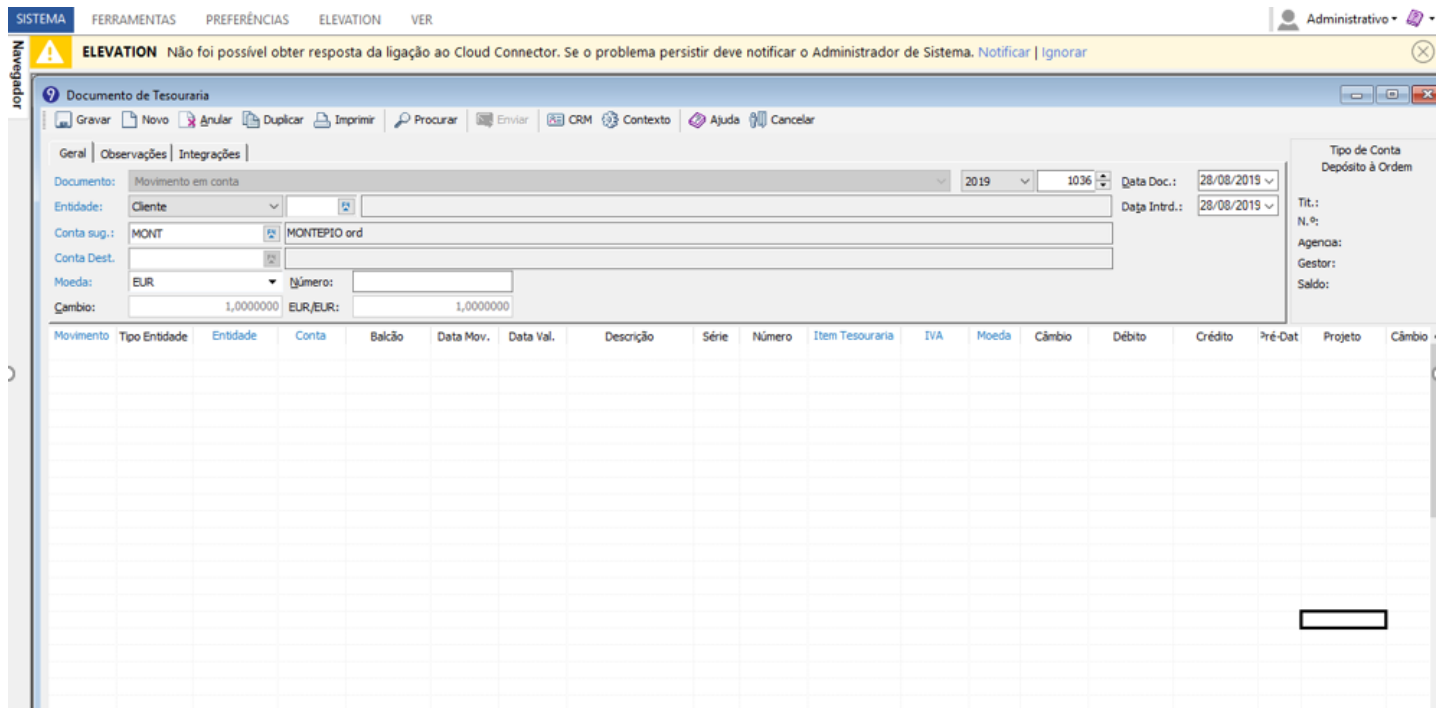 SISTEMA FERRAMENTAS PREFERÊNCIAS ELEVATION VER Administrativo
Navegador
ELEVATION Não foi possível obter resposta da ligação ao Cloud Connector. Se o problema persistir deve notificar o Administrador de Sistema. Notificar | Ignorar
Documento de Tesouraria
Gravar Novo Anular Duplicar Imprimir Procurar Enviar CRM Contexto Ajuda Cancelar
Geral Observações Integrações
Tipo de Conta
Depósito à Ordem
Documento: Movimento em conta 2019 1036 Data Doc.: 28/08/2019
Entidade: Cliente Data Intrd.: 28/08/2019
Tit.:
N.º:
Conta sug.: MONT MONTEPIO ord
Agencia:
Conta Dest.
Gestor:
Moeda: EUR Número:
Saldo:
Cambio: 1,0000000 EUR/EUR: 1,0000000
Movimento Tipo Entidade Entidade Conta Balcão Data Mov. Data Val. Descrição Série Número Item Tesouraria IVA Moeda Câmbio Débito Crédito Pré-Dat Projeto Câmbio